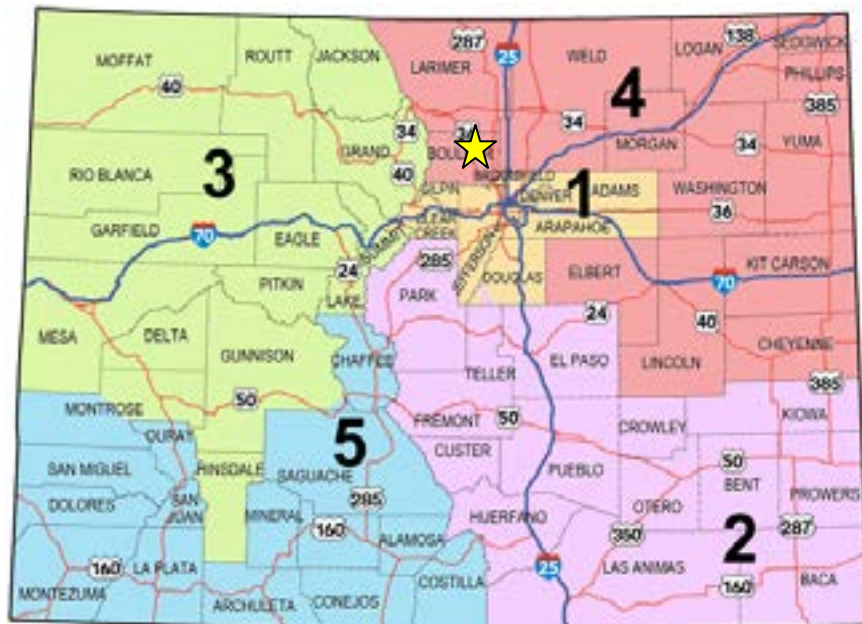 287
25
138
SEDGWICK
MOFFAT
ROUTT
JACKSON
LARIMER
WELD
LOGAN
PHILLIPS
40
4
385
34
34
34
MORGAN
34
YUMA
GRAND
RIO BLANCA
3
40
GILPIN
DENVER
1
ADAMS
WASHINGTON
36
GARFIELD
70
EAGLE
SUMMIT
CREEK
ARAPAHOE
285
JEFFERSON
DOUGLAS
ELBERT
KIT CARSON
70
24
PITKIN
LAKE
PARK
24
40
MESA
DELTA
GUNNISON
CHAFFEE
TELLER
EL PASO
LINCOLN
CHEYENNE
385
MONTROSE
50
FREMONT
50
CROWLEY
KIOWA
OURAY
5
CUSTER
SAN MIGUEL
RINSDALE
SAGUACHE
PUEBLO
50
BENT
PROWERS
DOLORES
SAN
JUAN
MINERAL
285
160
HUERFANO
OTERO
350
2
287
ALAMOSA
160
LA PLATA
25
LAS ANIMAS
160
BACA
MONTEZUMA
ARCHULETA
CONEJOS
COSTILLA